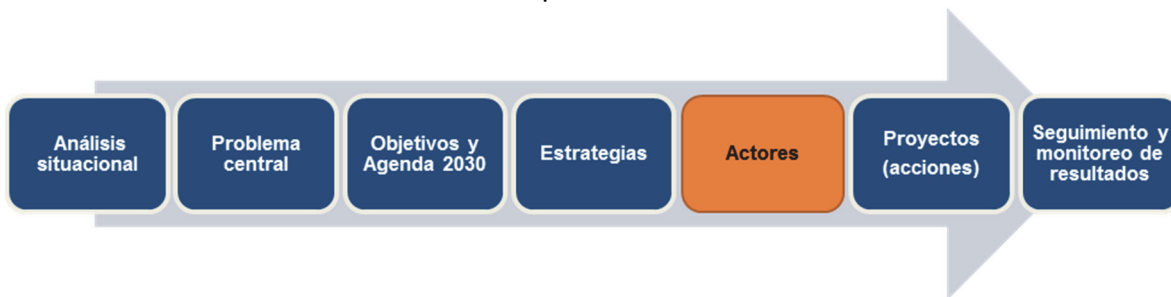 Análisis
situacional
Problema
central
Objetivos y
Agenda 2030
Estrategias
Actores
Proyectos
(acciones)
Seguimiento y
monitoreo de
resultados